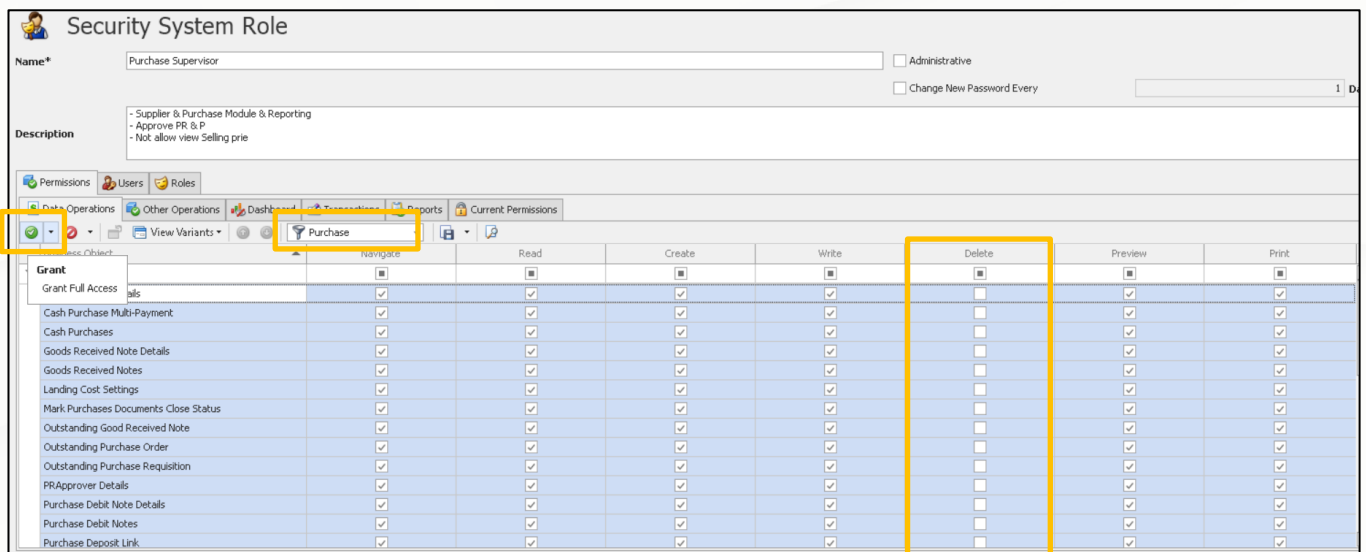 Security System Role
Name*
Purchase Supervisor
Administrative
Change New Password Every
1
Description
- Supplier & Purchase Module & Reporting
- Approve PR & P
- Not allow view Selling prie
Permissions Users Roles
Data Operations Other Operations Dashboard Transactions Reports Current Permissions
View Variants Purchase
Business Object Navigate Read Create Write Delete Preview Print
Grant
Grant Full Access
ails
Cash Purchase Multi-Payment
Cash Purchases
Goods Received Note Details
Goods Received Notes
Landing Cost Settings
Mark Purchases Documents Close Status
Outstanding Good Received Note
Outstanding Purchase Order
Outstanding Purchase Requisition
PRApprover Details
Purchase Debit Note Details
Purchase Debit Notes
Purchase Deposit Link